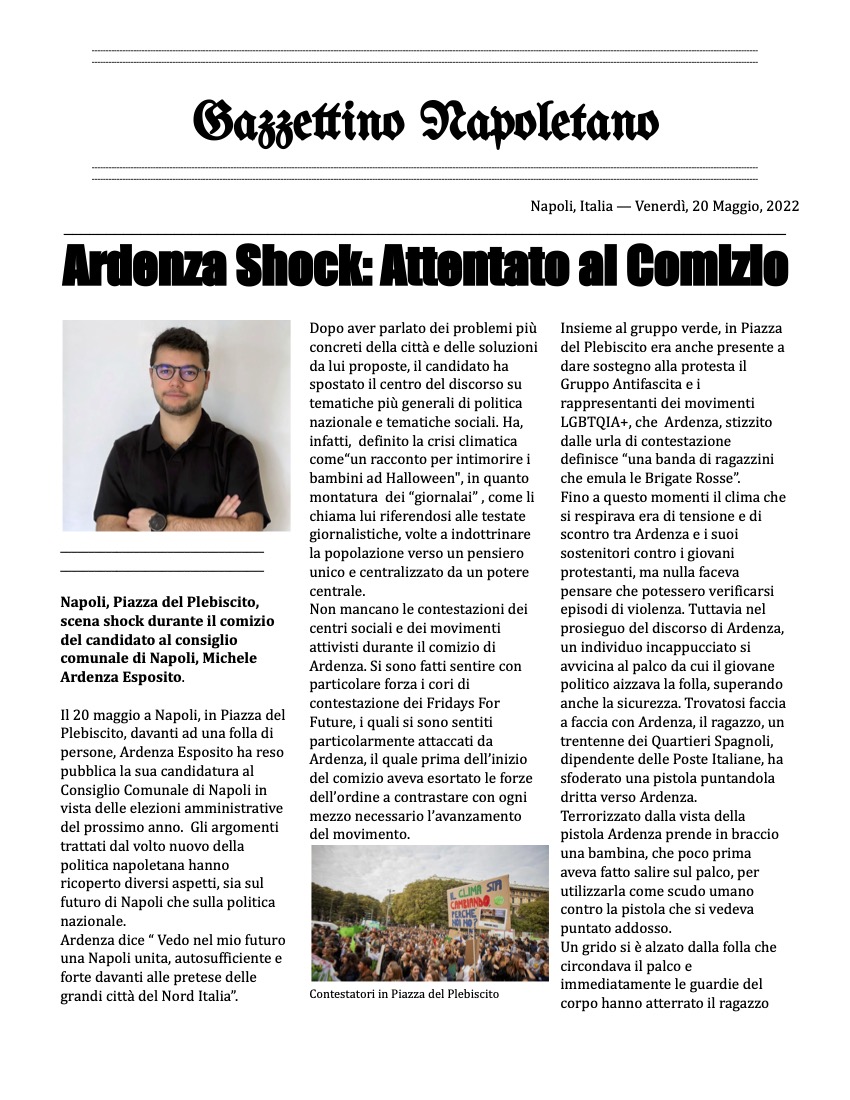 Gazzettino Napoletano
Napoli, Italia — Venerdì, 20 Maggio, 2022
Ardenza Shock: Attentato al Comizio
Napoli, Piazza del Plebiscito,
scena shock durante il comizio
del candidato al consiglio
comunale di Napoli, Michele
Ardenza Esposito.
Il 20 maggio a Napoli, in Piazza del
Plebiscito, davanti ad una folla di
persone, Ardenza Esposito ha reso
pubblica la sua candidatura al
Consiglio Comunale di Napoli in
vista delle elezioni amministrative
del prossimo anno.  Gli argomenti
trattati dal volto nuovo della
politica napoletana hanno
ricoperto diversi aspetti, sia sul
futuro di Napoli che sulla politica
nazionale.
Ardenza dice “ Vedo nel mio futuro
una Napoli unita, autosufficiente e
forte davanti alle pretese delle
grandi città del Nord Italia”.
Dopo aver parlato dei problemi più
concreti della città e delle soluzioni
da lui proposte, il candidato ha
spostato il centro del discorso su
tematiche più generali di politica
nazionale e tematiche sociali. Ha,
infatti,  definito la crisi climatica
come“un racconto per intimorire i
bambini ad Halloween", in quanto
montatura  dei “giornalai” , come li
chiama lui riferendosi alle testate
giornalistiche, volte a indottrinare
la popolazione verso un pensiero
unico e centralizzato da un potere
centrale.
Non mancano le contestazioni dei
centri sociali e dei movimenti
attivisti durante il comizio di
Ardenza. Si sono fatti sentire con
particolare forza i cori di
contestazione dei Fridays For
Future, i quali si sono sentiti
particolarmente attaccati da
Ardenza, il quale prima dell’inizio
del comizio aveva esortato le forze
dell’ordine a contrastare con ogni
mezzo necessario l’avanzamento
del movimento.
IL CLIMA STA
CAMBIANDO
PERCHÉ
NOI NO?
Contestatori in Piazza del Plebiscito
Insieme al gruppo verde, in Piazza
del Plebiscito era anche presente a
dare sostegno alla protesta il
Gruppo Antifascita e i
rappresentanti dei movimenti
LGBTQIA+, che  Ardenza, stizzito
dalle urla di contestazione
definisce “una banda di ragazzini
che emula le Brigate Rosse”.
Fino a questo momenti il clima che
si respirava era di tensione e di
scontro tra Ardenza e i suoi
sostenitori contro i giovani
protestanti, ma nulla faceva
pensare che potessero verificarsi
episodi di violenza. Tuttavia nel
prosieguo del discorso di Ardenza,
un individuo incappucciato si
avvicina al palco da cui il giovane
politico aizzava la folla, superando
anche la sicurezza. Trovatosi faccia
a faccia con Ardenza, il ragazzo, un
trentenne dei Quartieri Spagnoli,
dipendente delle Poste Italiane, ha
sfoderato una pistola puntandola
dritta verso Ardenza.
Terrorizzato dalla vista della
pistola Ardenza prende in braccio
una bambina, che poco prima
aveva fatto salire sul palco, per
utilizzarla come scudo umano
contro la pistola che si vedeva
puntato addosso.
Un grido si è alzato dalla folla che
circondava il palco e
immediatamente le guardie del
corpo hanno atterrato il ragazzo